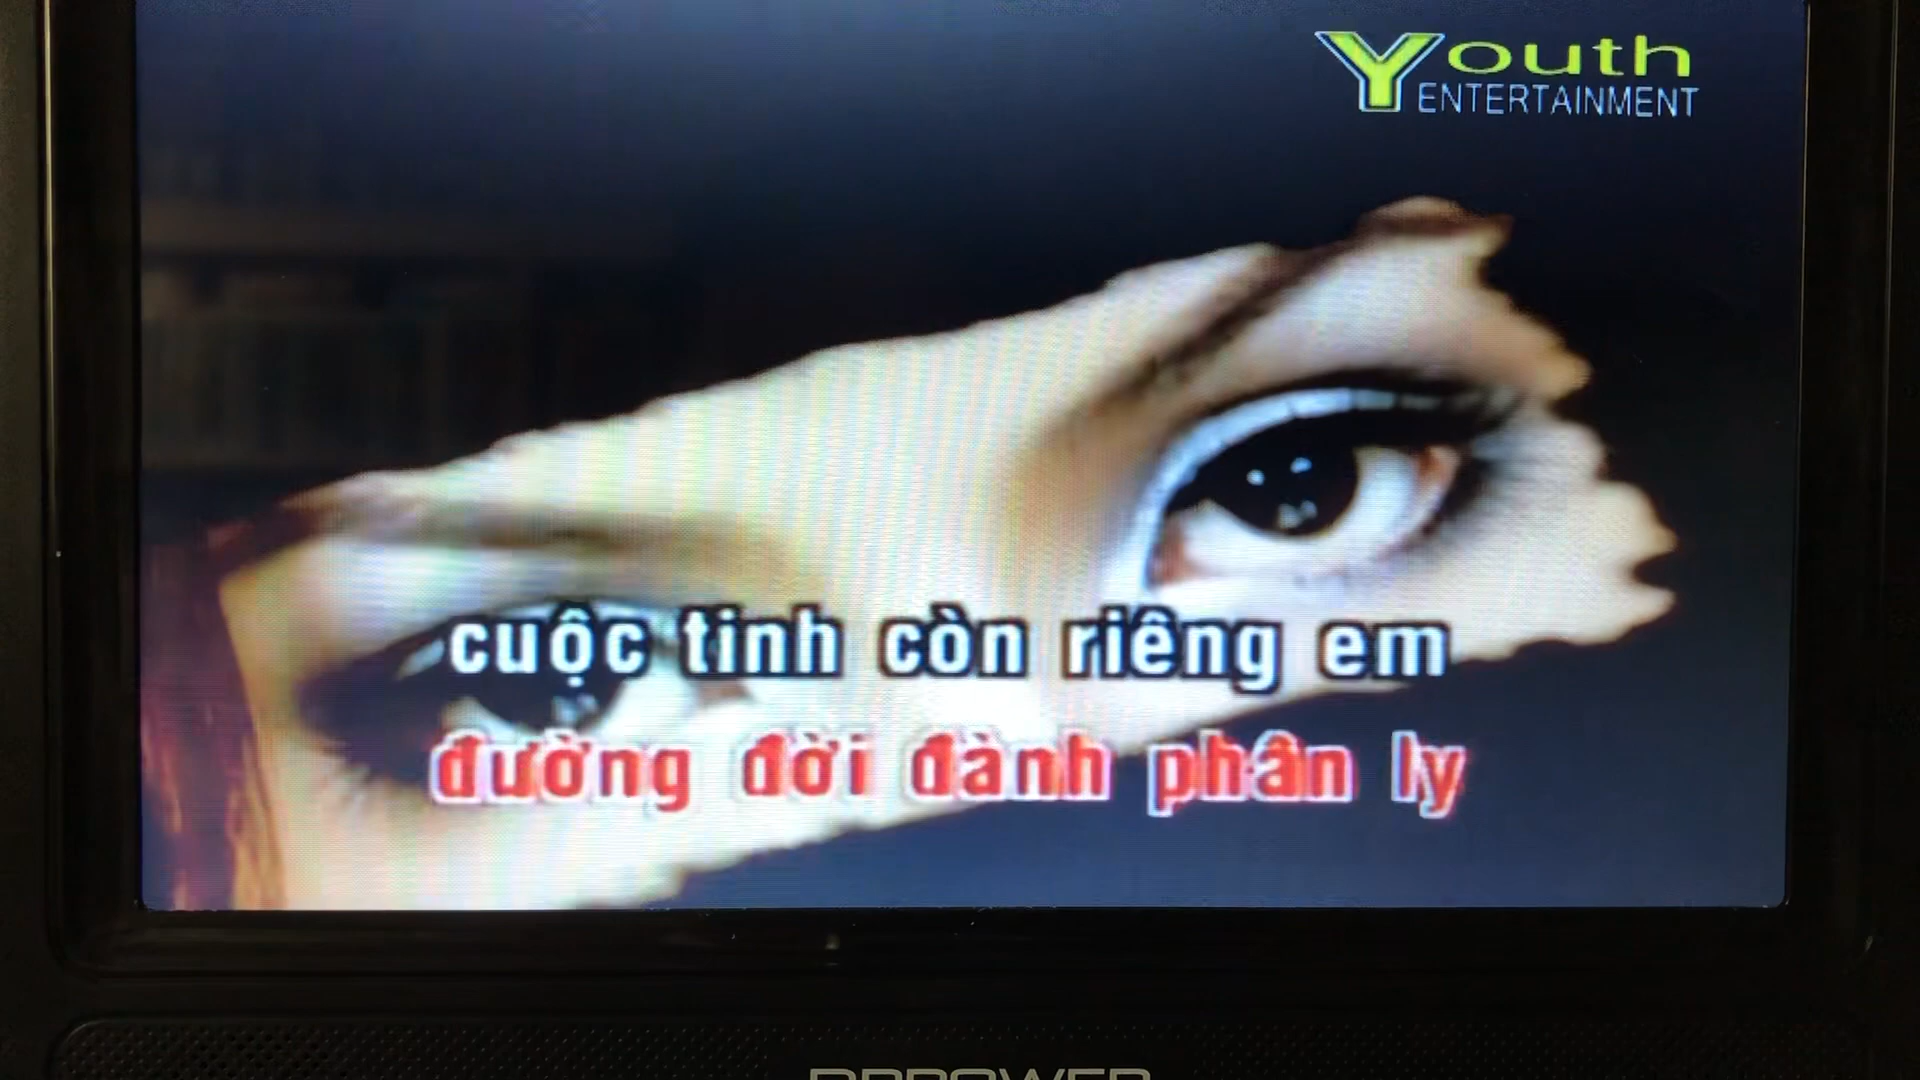 Youth
ENTERTAINMENT
cuộc tinh còn riêng em
đường đời đành phân ly